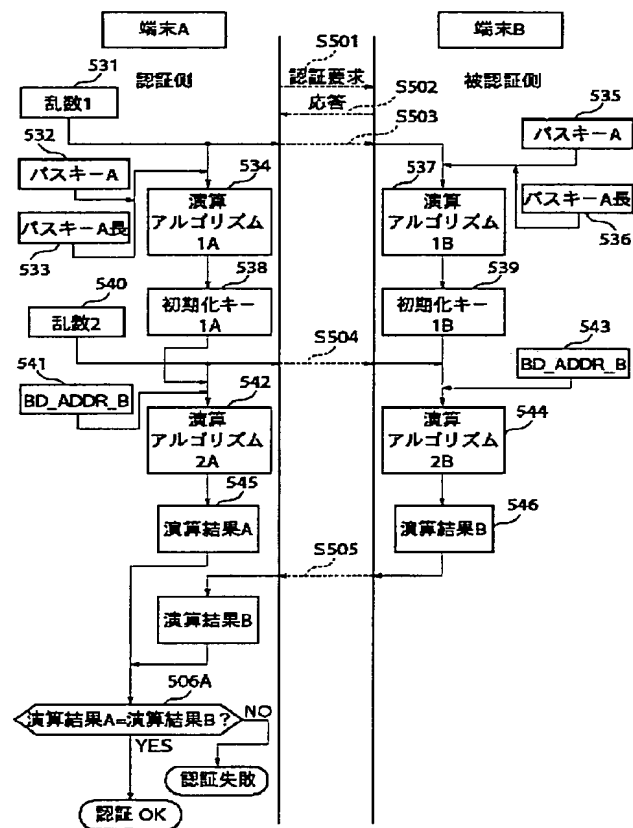 端末A
端末B
S501
531
認証側
認証要求
被認証側
S502
応答
535
乱数1
S503
532
パスキーA
パスキーA
534
537
演算
アルゴリズム
1A
演算
アルゴリズム
1B
パスキーA長
パスキーA長
533
536
538
539
540
初期化キー
1A
初期化キー
1B
乱数2
S504
543
541
BD_ADDR_B
BD_ADDR_B
542
演算
アルゴリズム
2A
演算
アルゴリズム
2B
544
545
546
演算結果A
演算結果B
S505
演算結果B
506A
演算結果A=演算結果B?
NO
YES
認証失敗
認証 OK